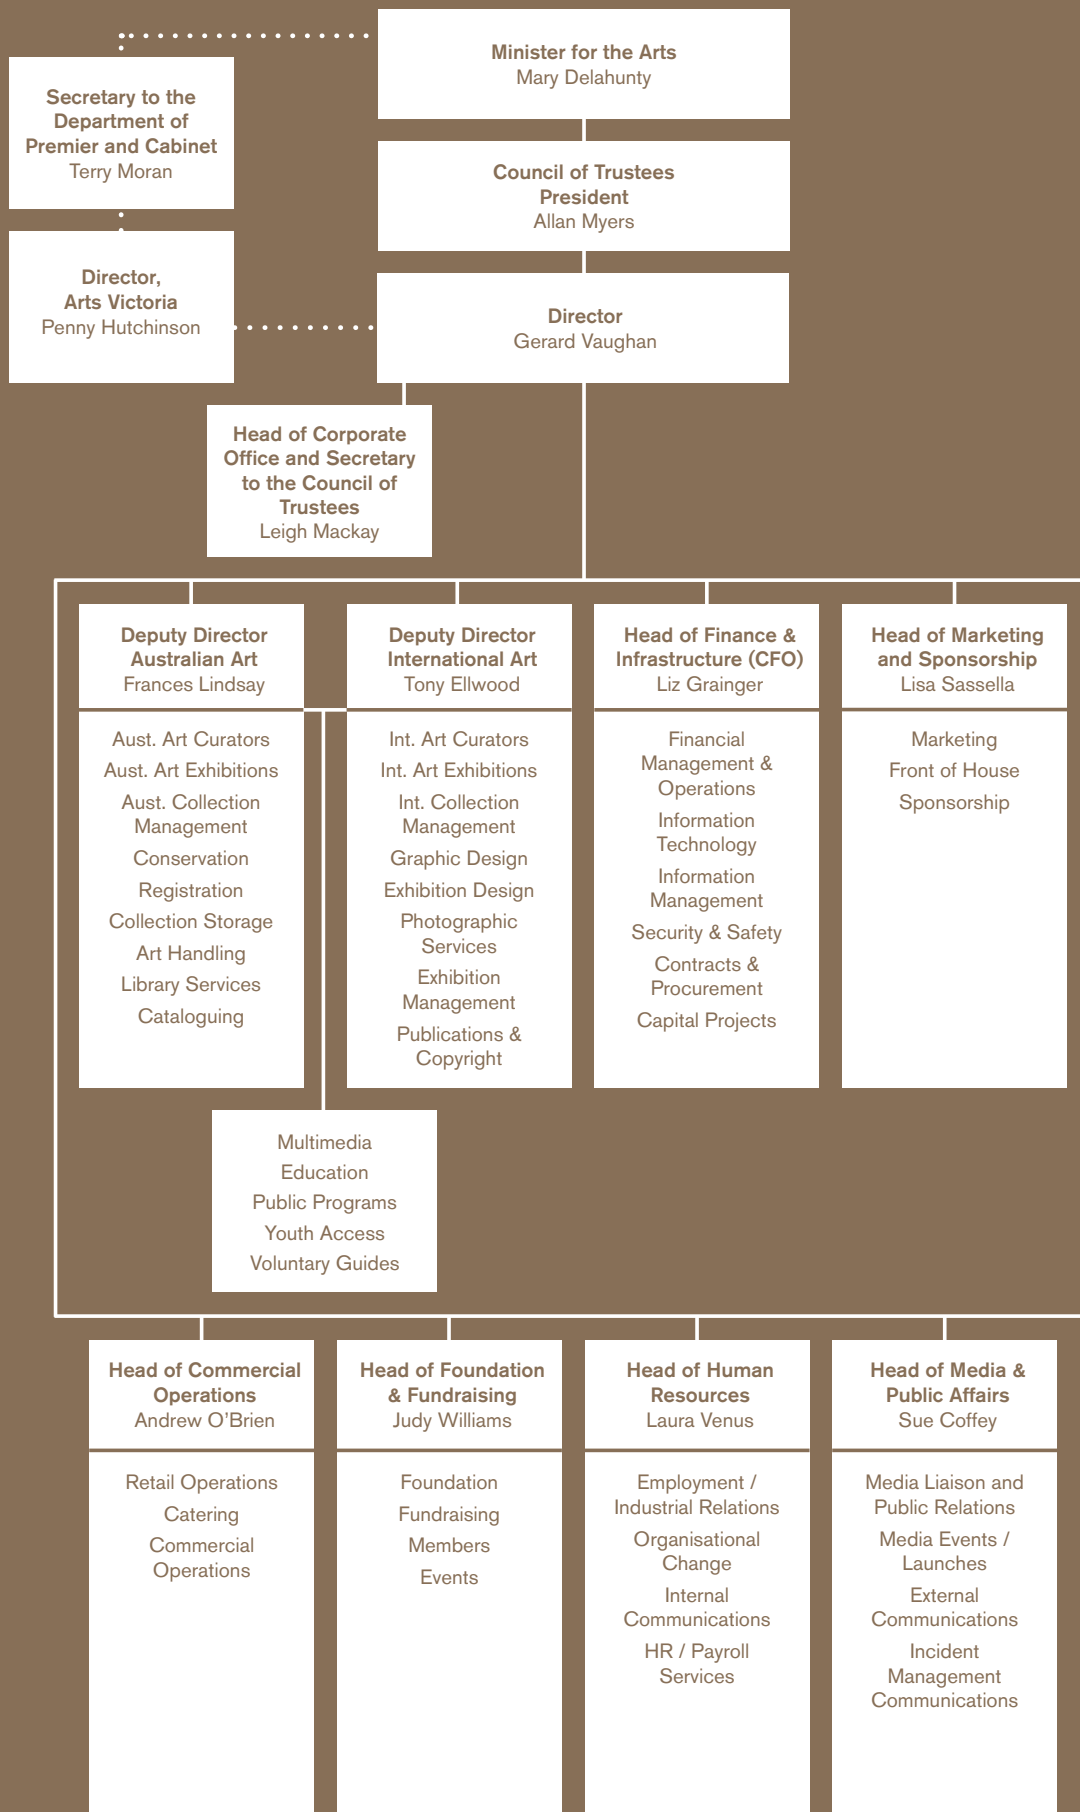 Minister for the Arts
Mary Delahunty
Secretary to the
Department of
Premier and Cabinet
Terry Moran
Council of Trustees
President
Allan Myers
Director,
Arts Victoria
Penny Hutchinson
Director
Gerard Vaughan
Head of Corporate
Office and Secretary
to the Council of
Trustees
Leigh Mackay
Deputy Director
Australian Art
Frances Lindsay
Aust. Art Curators
Aust. Art Exhibitions
Aust. Collection
Management
Conservation
Registration
Collection Storage
Art Handling
Library Services
Cataloguing
Deputy Director
International Art
Tony Ellwood
Int. Art Curators
Int. Art Exhibitions
Int. Collection
Management
Graphic Design
Exhibition Design
Photographic
Services
Exhibition
Management
Publications &
Copyright
Head of Finance &
Infrastructure (CFO)
Liz Grainger
Financial
Management &
Operations
Information
Technology
Information
Management
Security & Safety
Contracts &
Procurement
Capital Projects
Head of Marketing
and Sponsorship
Lisa Sassella
Marketing
Front of House
Sponsorship
Multimedia
Education
Public Programs
Youth Access
Voluntary Guides
Head of Commercial
Operations
Andrew O’Brien
Retail Operations
Catering
Commercial
Operations
Head of Foundation
& Fundraising
Judy Williams
Foundation
Fundraising
Members
Events
Head of Human
Resources
Laura Venus
Employment /
Industrial Relations
Organisational
Change
Internal
Communications
HR / Payroll
Services
Head of Media &
Public Affairs
Sue Coffey
Media Liaison and
Public Relations
Media Events /
Launches
External
Communications
Incident
Management
Communications